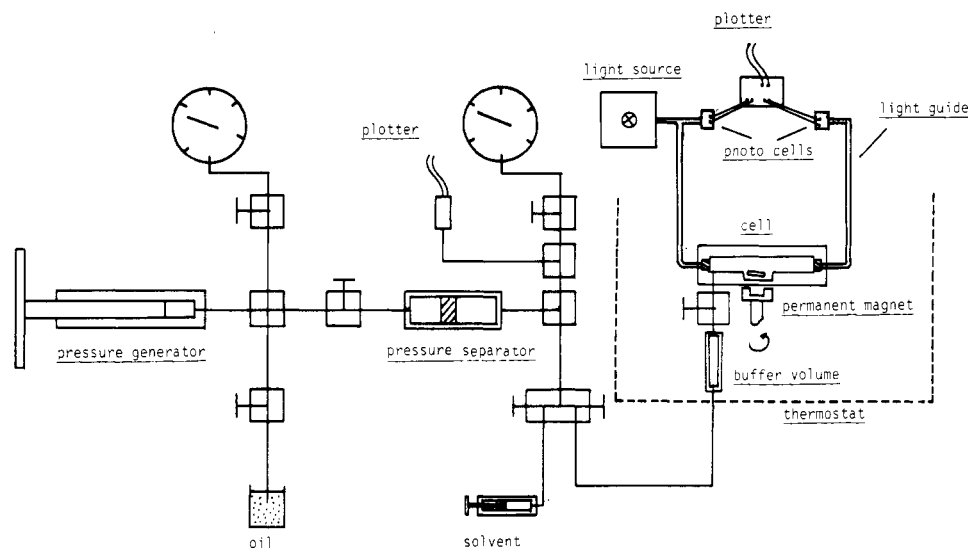 plotter
light source
light guide
plotter
pnoto cells
cell
permanent magnet
pressure generator
pressure separator
buffer volume
thermostat
oil
solvent